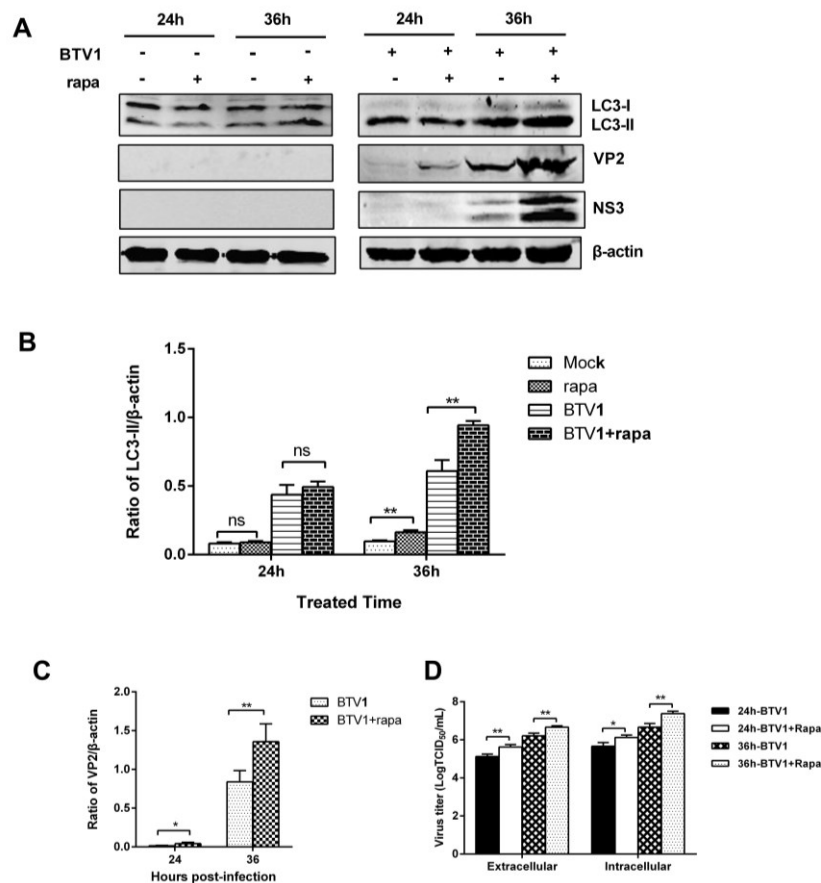 A
24h 36h 24h 36h
BTV1 - - - - + + + +
rapa - + - + - + - +
LC3-I
LC3-II
VP2
NS3
β-actin
B
Ratio of LC3-II/β-actin
1.5
1.0
0.5
0.0
ns
ns
**
**
24h 36h
Treated Time
Mock
rapa
BTV1
BTV1+rapa
C
Ratio of VP2/β-actin
2.0
1.5
1.0
0.5
0.0
*
**
24 36
Hours post-infection
BTV1
BTV1+rapa
D
Virus titer (LogTCID50/mL)
8
6
4
2
0
**
**
*
**
Extracellular Intracellular
24h-BTV1
24h-BTV1+Rapa
36h-BTV1
36h-BTV1+Rapa